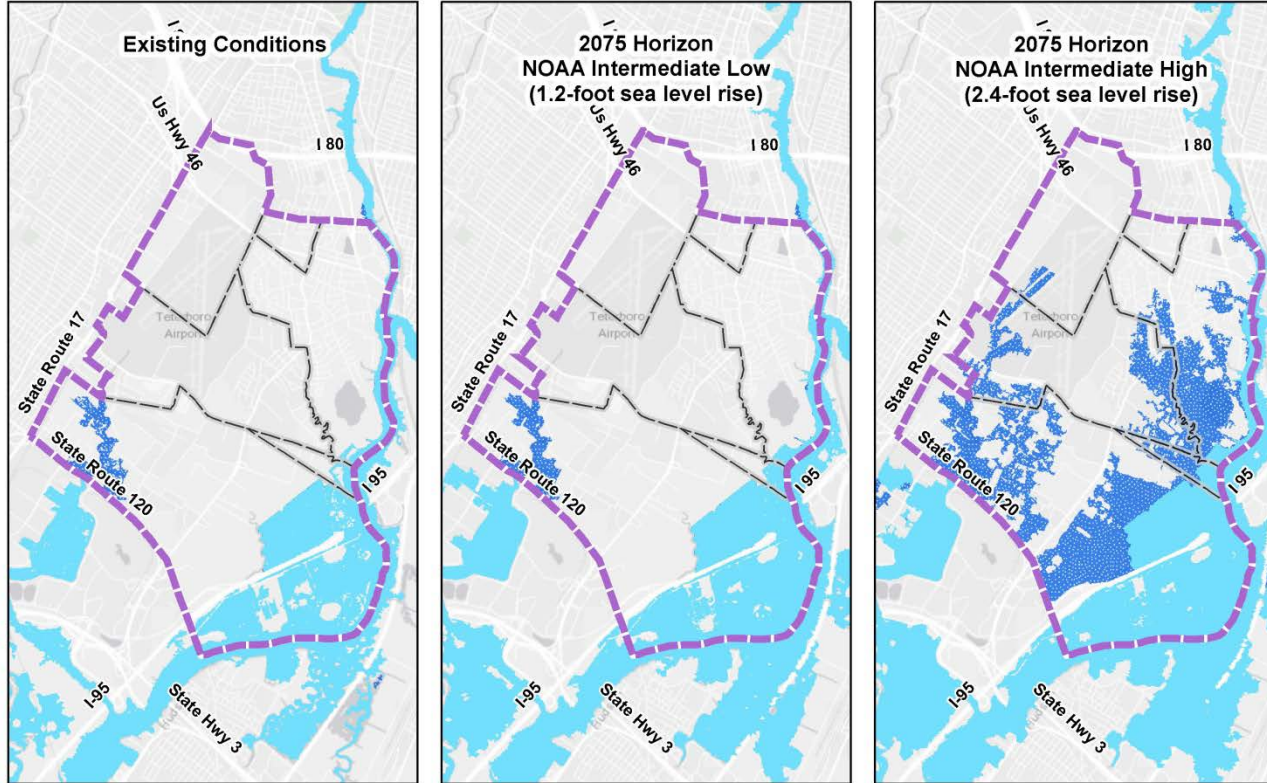 Existing Conditions
Us Hwy 46
I 80
State Route 17
Teterboro
Airport
State Route 120
I 95
I-95
State Hwy 3
2075 Horizon
NOAA Intermediate Low
(1.2-foot sea level rise)
Us Hwy 46
I 80
State Route 17
Teterboro
Airport
State Route 120
I 95
I-95
State Hwy 3
2075 Horizon
NOAA Intermediate High
(2.4-foot sea level rise)
Us Hwy 46
I 80
State Route 17
Teterboro
Airport
State Route 120
I 95
I-95
State Hwy 3